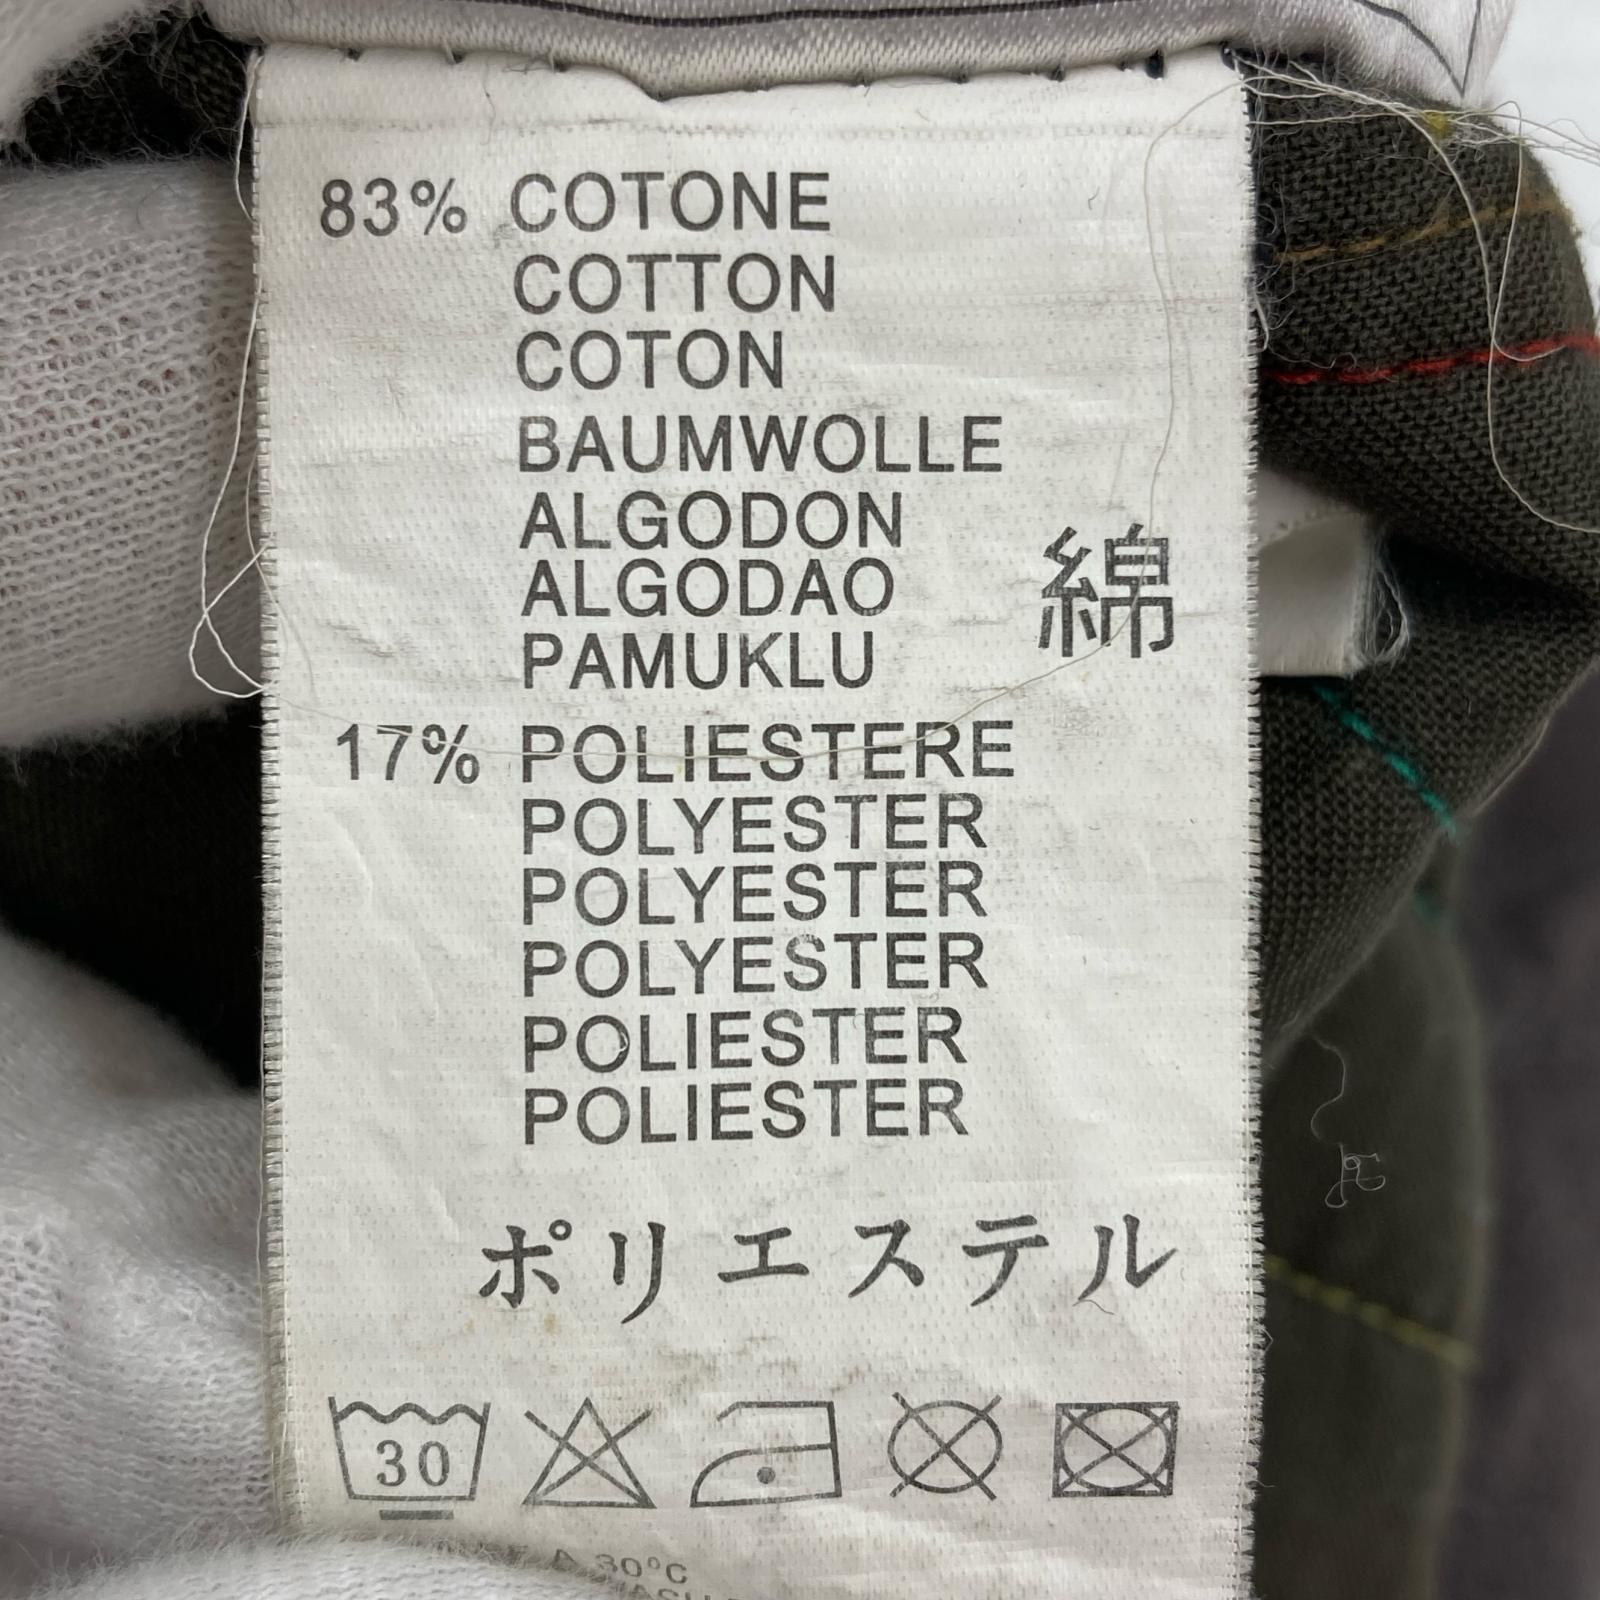 83% COTONE
COTTON
COTON
BAUMWOLLE
ALGODON
ALGODAO
PAMUKLU
綿
17% POLIESTERE
POLYESTER
POLYESTER
POLYESTER
POLIESTER
POLIESTER
ポリエステル
30
A 30°C